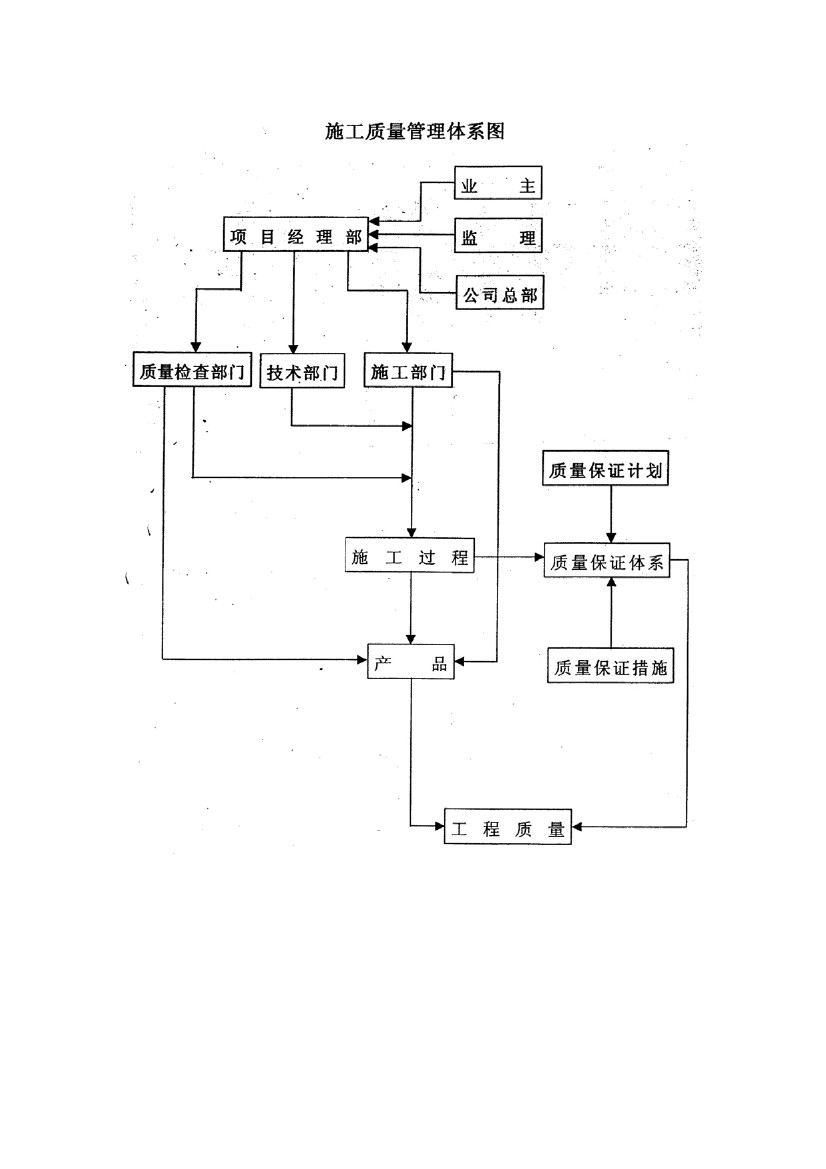 施工质量管理体系图
业主
项目经理部
监理
公司总部
质量检查部门
技术部门
施工部门
质量保证计划
施工过程
质量保证体系
产品
质量保证措施
工程质量